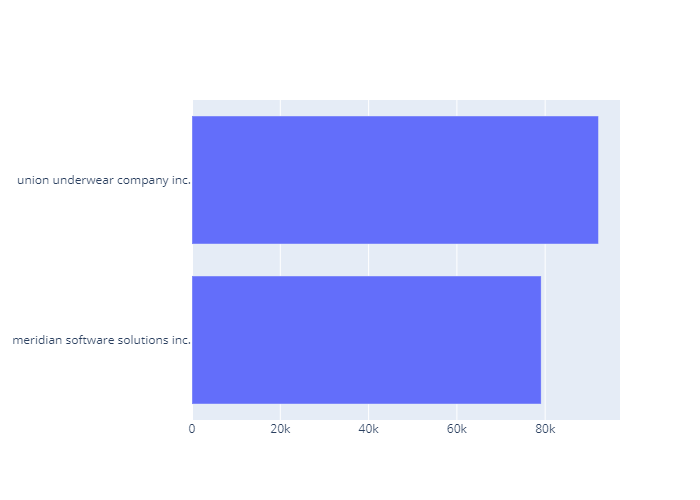 union underwear company inc.
meridian software solutions inc.
0 20k 40k 60k 80k